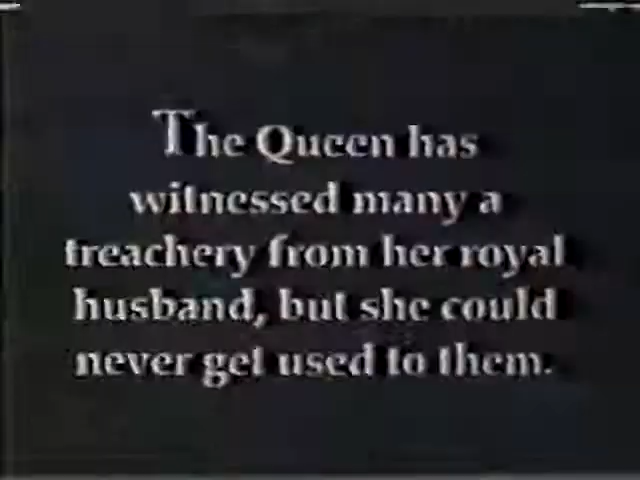 The Queen has
witnessed many a
treachery from her royal
husband, but she could
never get used to them.